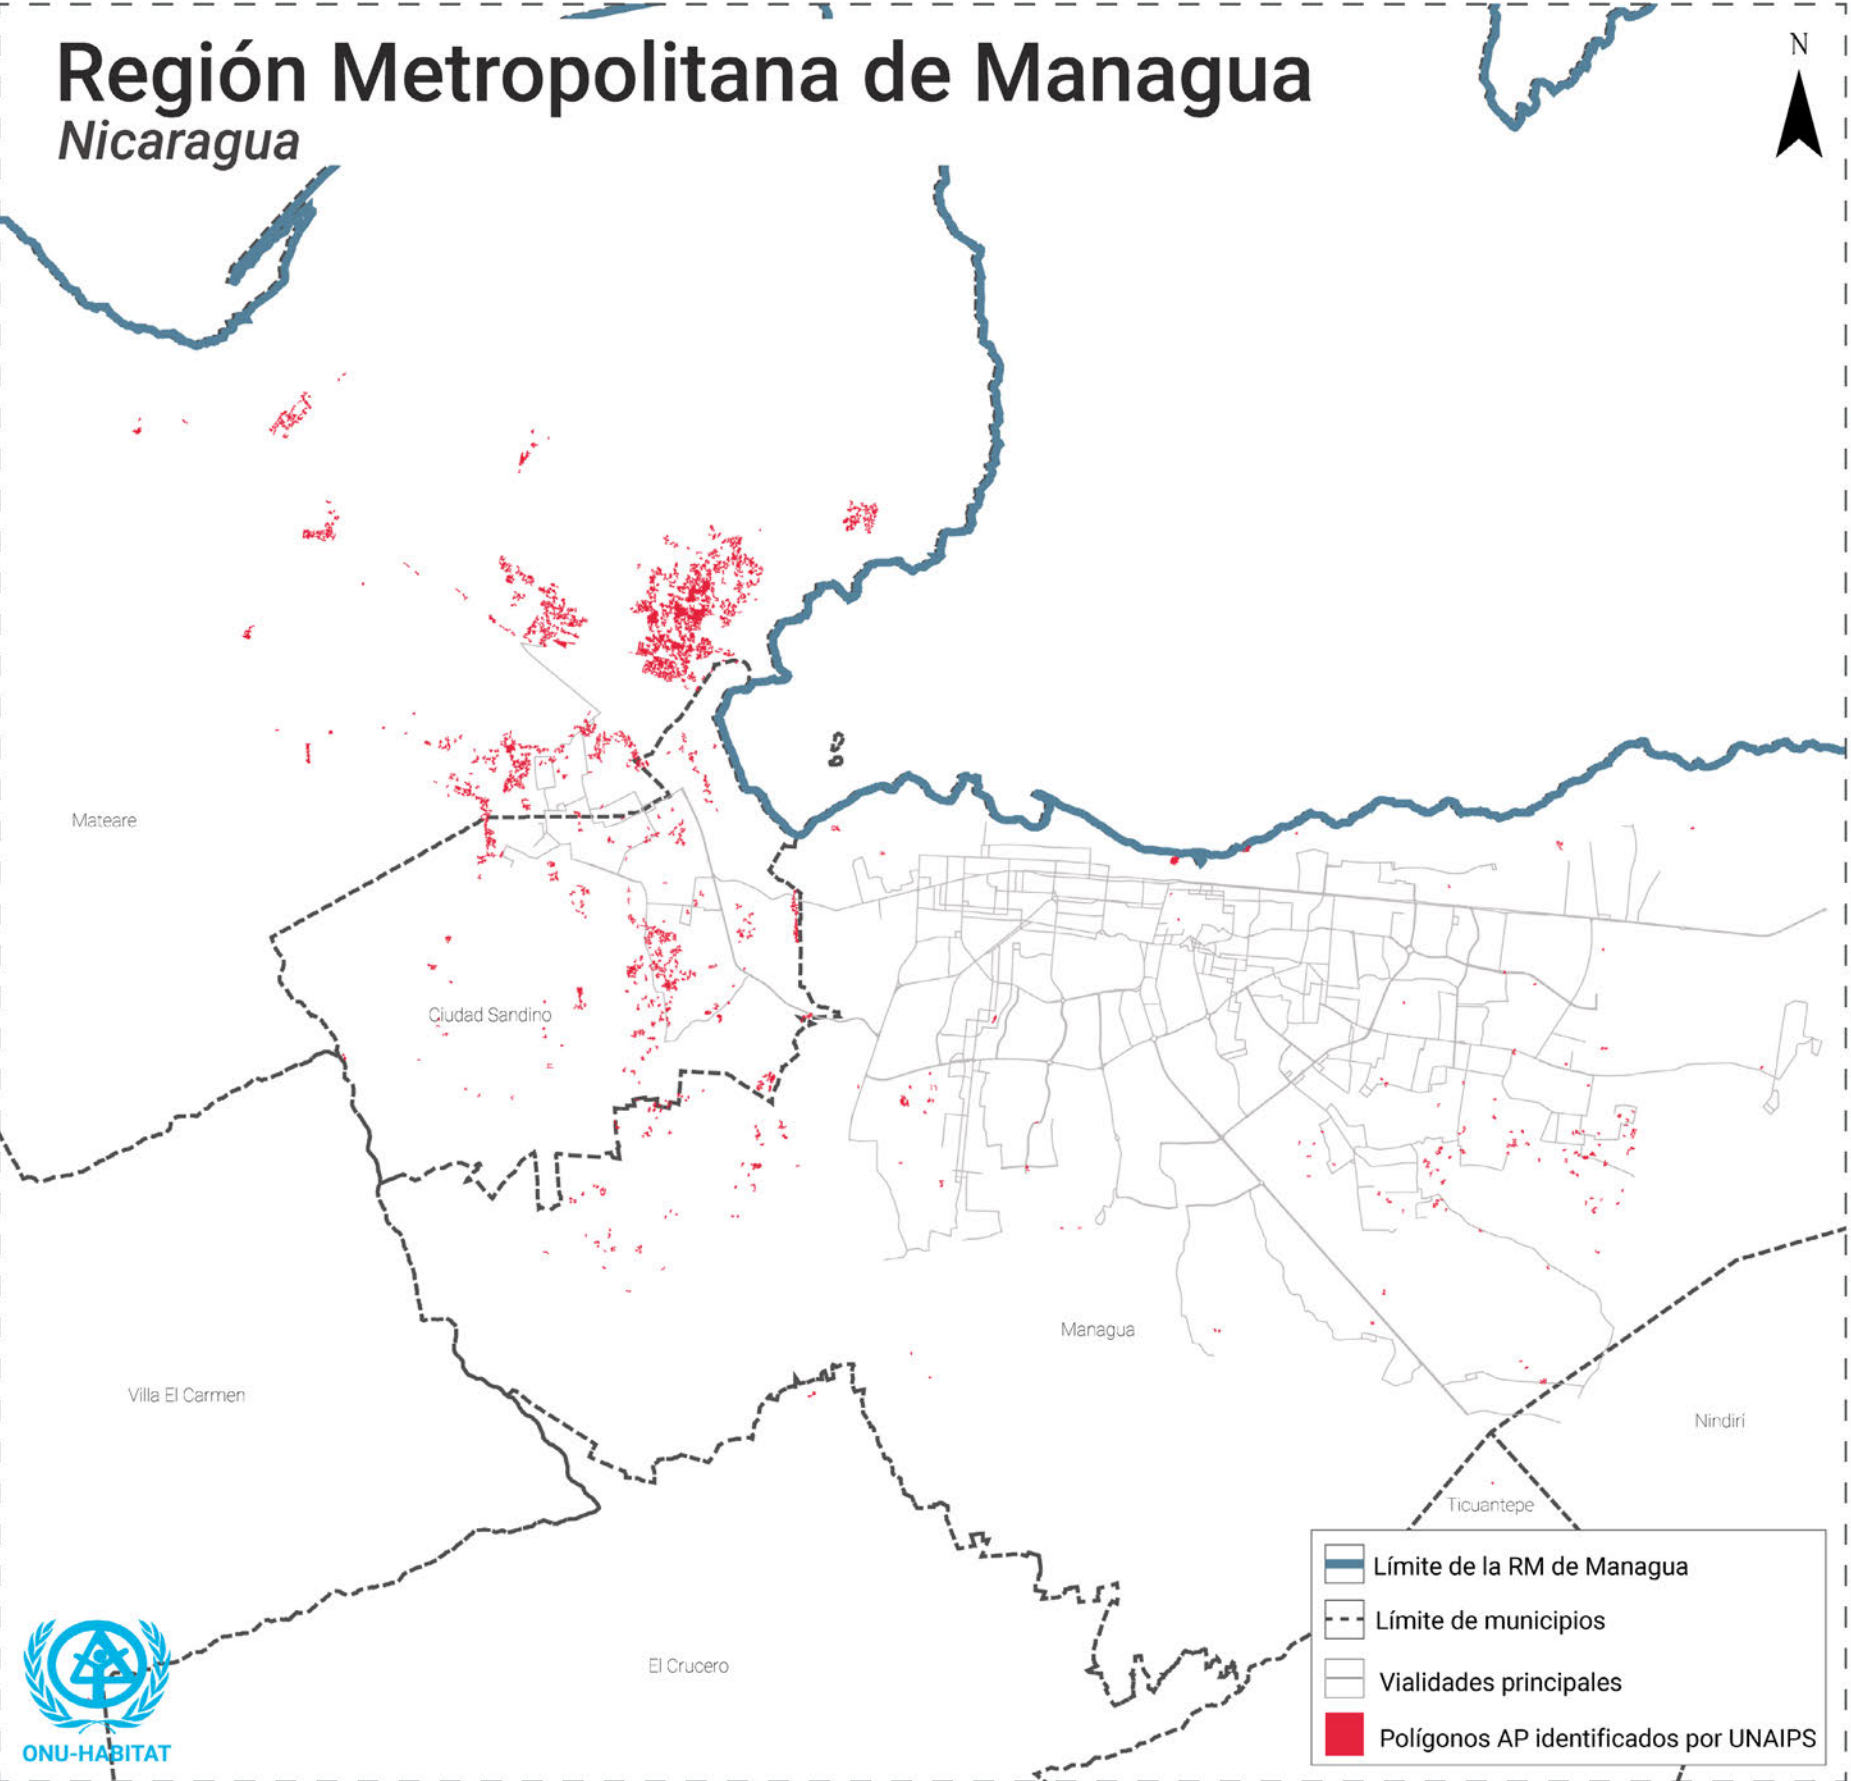 Región Metropolitana de Managua
Nicaragua
N
Mateare
Ciudad Sandino
Managua
Villa El Carmen
Nindirí
Ticuantepe
El Crucero
Límite de la RM de Managua
Límite de municipios
Vialidades principales
Polígonos AP identificados por UNAIPS
ONU-HABITAT